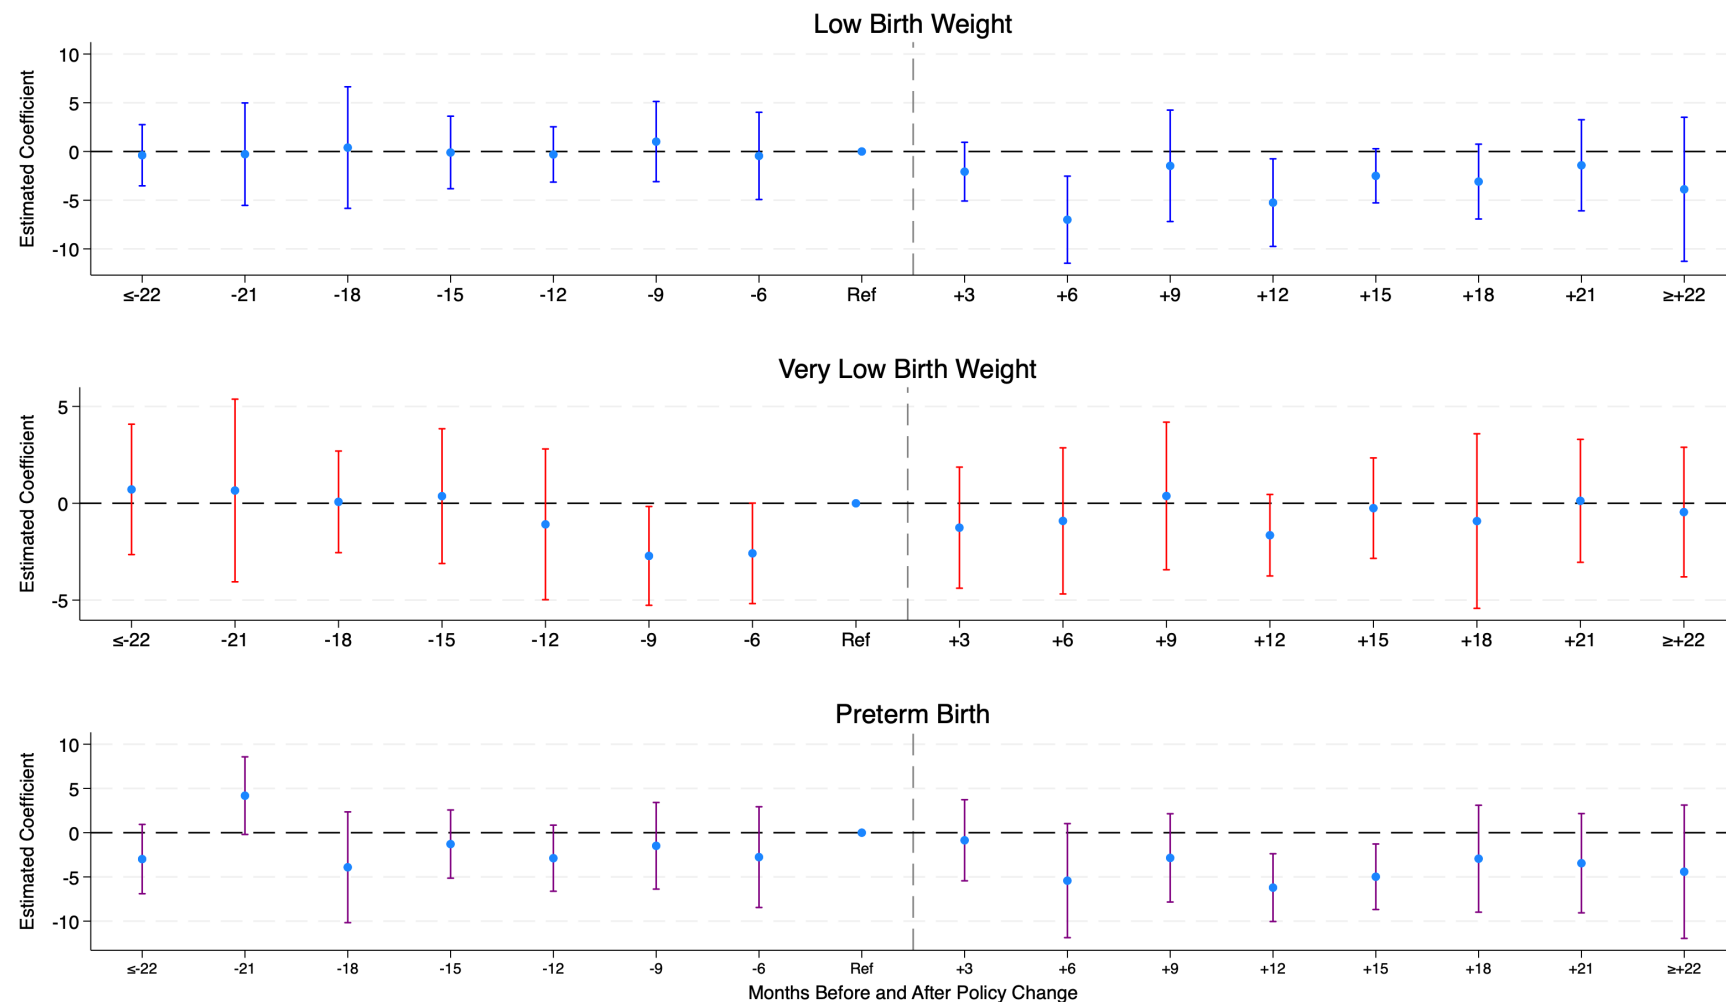 Low Birth Weight
Estimated Coefficient
10
5
0
-5
-10
≤-22 -21 -18 -15 -12 -9 -6 Ref +3 +6 +9 +12 +15 +18 +21 ≥+22
Very Low Birth Weight
Estimated Coefficient
5
0
-5
≤-22 -21 -18 -15 -12 -9 -6 Ref +3 +6 +9 +12 +15 +18 +21 ≥+22
Preterm Birth
Estimated Coefficient
10
5
0
-5
-10
≤-22 -21 -18 -15 -12 -9 -6 Ref +3 +6 +9 +12 +15 +18 +21 ≥+22
Months Before and After Policy Change